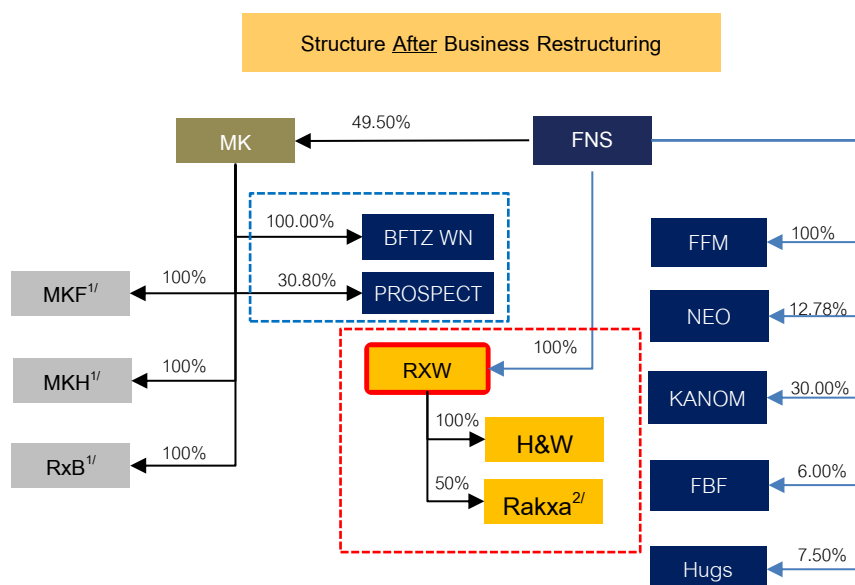 Structure After Business Restructuring
49.50%
MK
FNS
100.00%
BFTZ WN
FFM
100%
MKF1/
100%
30.80%
PROSPECT
NEO
12.78%
100%
RXW
MKH1/
100%
KANOM
30.00%
100%
H&W
RxB1/
100%
50%
Rakxa2/
FBF
6.00%
Hugs
7.50%